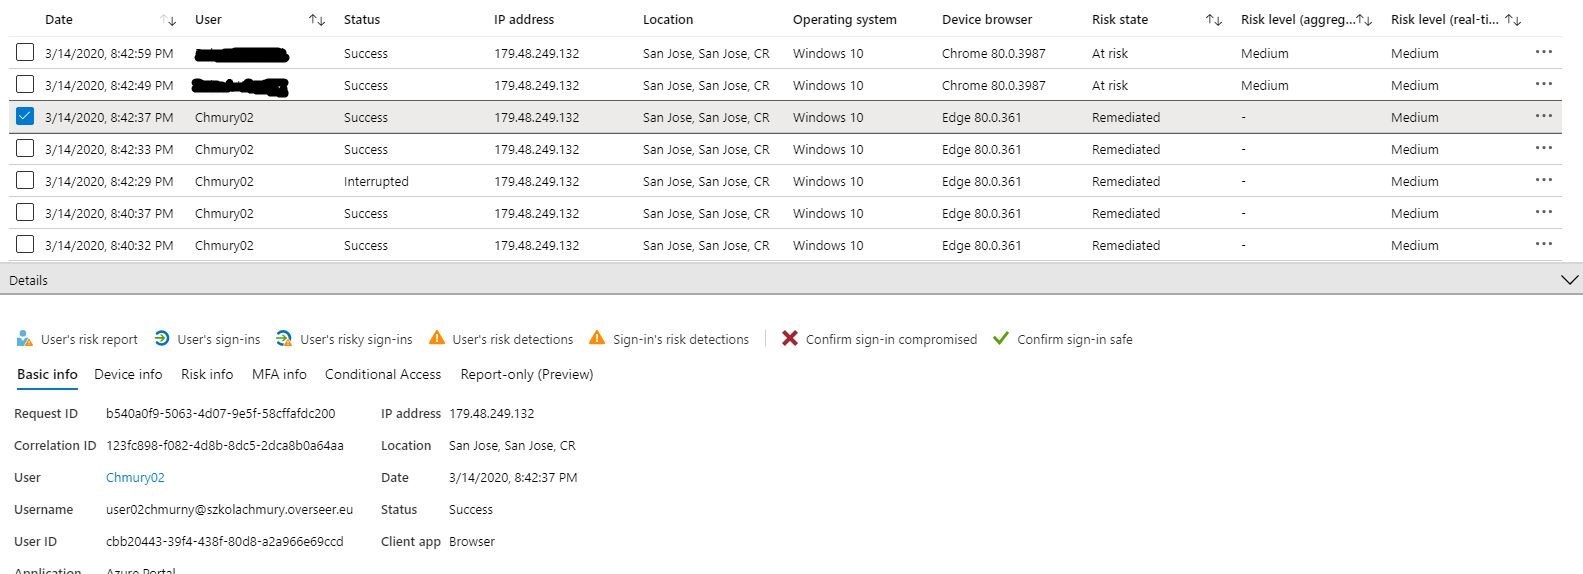 Date User Status IP address Location Operating system Device browser Risk state Risk level (aggreg... Risk level (real-ti...
3/14/2020, 8:42:59 PM Success 179.48.249.132 San Jose, San Jose, CR Windows 10 Chrome 80.0.3987 At risk Medium Medium ...
3/14/2020, 8:42:49 PM Success 179.48.249.132 San Jose, San Jose, CR Windows 10 Chrome 80.0.3987 At risk Medium Medium ...
3/14/2020, 8:42:37 PM Chmury02 Success 179.48.249.132 San Jose, San Jose, CR Windows 10 Edge 80.0.361 Remediated - Medium ...
3/14/2020, 8:42:33 PM Chmury02 Success 179.48.249.132 San Jose, San Jose, CR Windows 10 Edge 80.0.361 Remediated - Medium ...
3/14/2020, 8:42:29 PM Chmury02 Interrupted 179.48.249.132 San Jose, San Jose, CR Windows 10 Edge 80.0.361 Remediated - Medium ...
3/14/2020, 8:40:37 PM Chmury02 Success 179.48.249.132 San Jose, San Jose, CR Windows 10 Edge 80.0.361 Remediated - Medium ...
3/14/2020, 8:40:32 PM Chmury02 Success 179.48.249.132 San Jose, San Jose, CR Windows 10 Edge 80.0.361 Remediated - Medium ...
Details
User's risk report User's sign-ins User's risky sign-ins User's risk detections Sign-in's risk detections Confirm sign-in compromised Confirm sign-in safe
Basic info Device info Risk info MFA info Conditional Access Report-only (Preview)
Request ID b540a0f9-5063-4d07-9e5f-58cffafdc200 IP address 179.48.249.132
Correlation ID 123fc898-f082-4d8b-8dc5-2dca8b0a64aa Location San Jose, San Jose, CR
User Chmury02 Date 3/14/2020, 8:42:37 PM
Username user02chmurny@szkolachmury.overseer.eu Status Success
User ID cbb20443-39f4-438f-80d8-a2a966e69ccd Client app Browser
Application Azure Portal